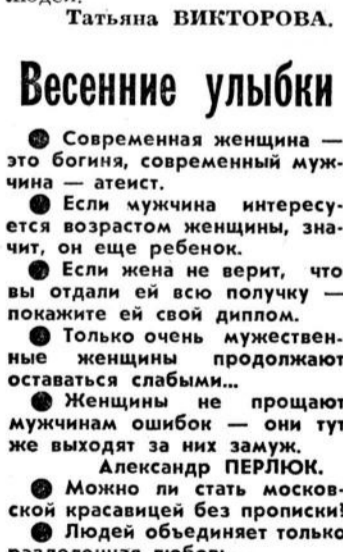 людей.
Татьяна ВИКТОРОВА.
Весенние улыбки
● Современная женщина —
это богиня, современный муж-
чина — атеист.
● Если мужчина интересу-
ется возрастом женщины, зна-
чит, он еще ребенок.
● Если жена не верит, что
вы отдали ей всю получку —
покажите ей свой диплом.
● Только очень мужествен-
ные женщины продолжают
оставаться слабыми...
● Женщины не прощают
мужчинам ошибок — они тут
же выходят за них замуж.
Александр ПЕРЛЮК.
● Можно ли стать москов-
ской красавицей без прописки?
● Людей объединяет только
разделенная любовь.